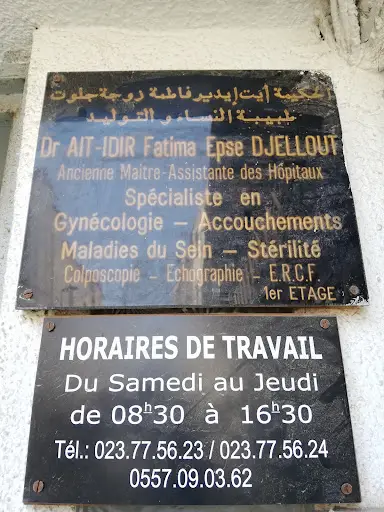 الحكيمة أيت إيدير فاطمة زوجة جلوت
طبيبة النساء و التوليد
Dr AIT-IDIR Fatima Epse DJELLOUT
Ancienne Maitre-Assistante des Hôpitaux
Spécialiste en
Gynécologie – Accouchements
Maladies du Sein – Stérilité
Colposcopie – Echographie – E.R.C.F.
1er ETAGE
HORAIRES DE TRAVAIL
Du Samedi au Jeudi
de 08h30 à 16h30
Tél.: 023.77.56.23 / 023.77.56.24
0557.09.03.62